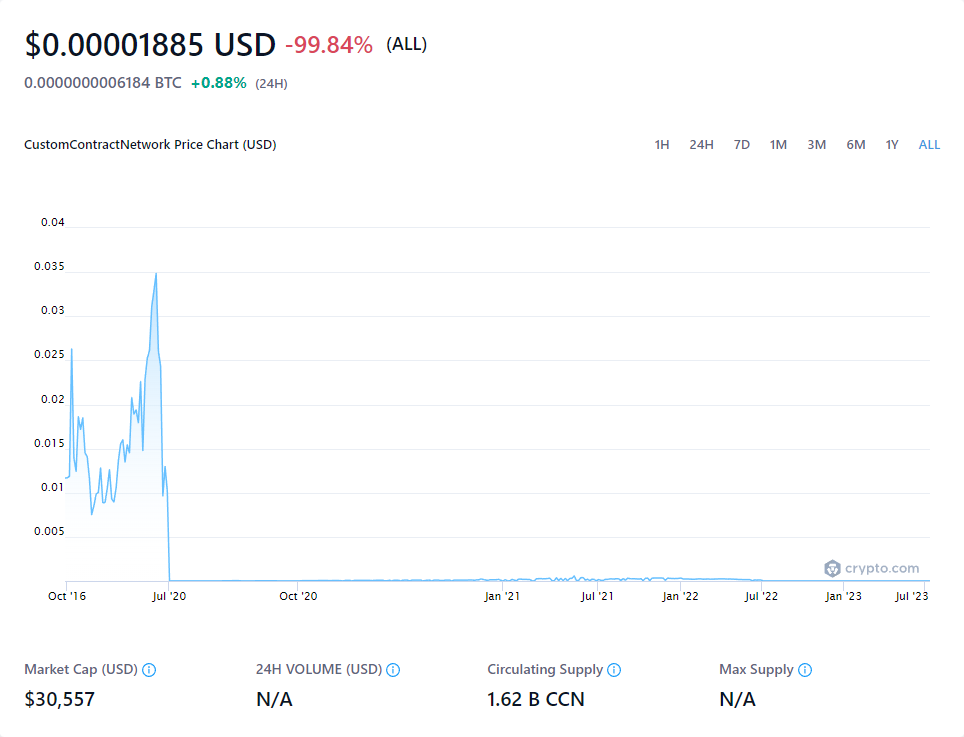 $0.00001885 USD -99.84% (ALL)
0.0000000006184 BTC +0.88% (24H)
CustomContractNetwork Price Chart (USD) 1H 24H 7D 1M 3M 6M 1Y ALL
0.04
0.035
0.03
0.025
0.02
0.015
0.01
0.005
crypto.com
Oct '16 Jul '20 Oct '20 Jan '21 Jul '21 Jan '22 Jul '22 Jan '23 Jul '23
Market Cap (USD) 24H VOLUME (USD) Circulating Supply Max Supply
$30,557 N/A 1.62 B CCN N/A